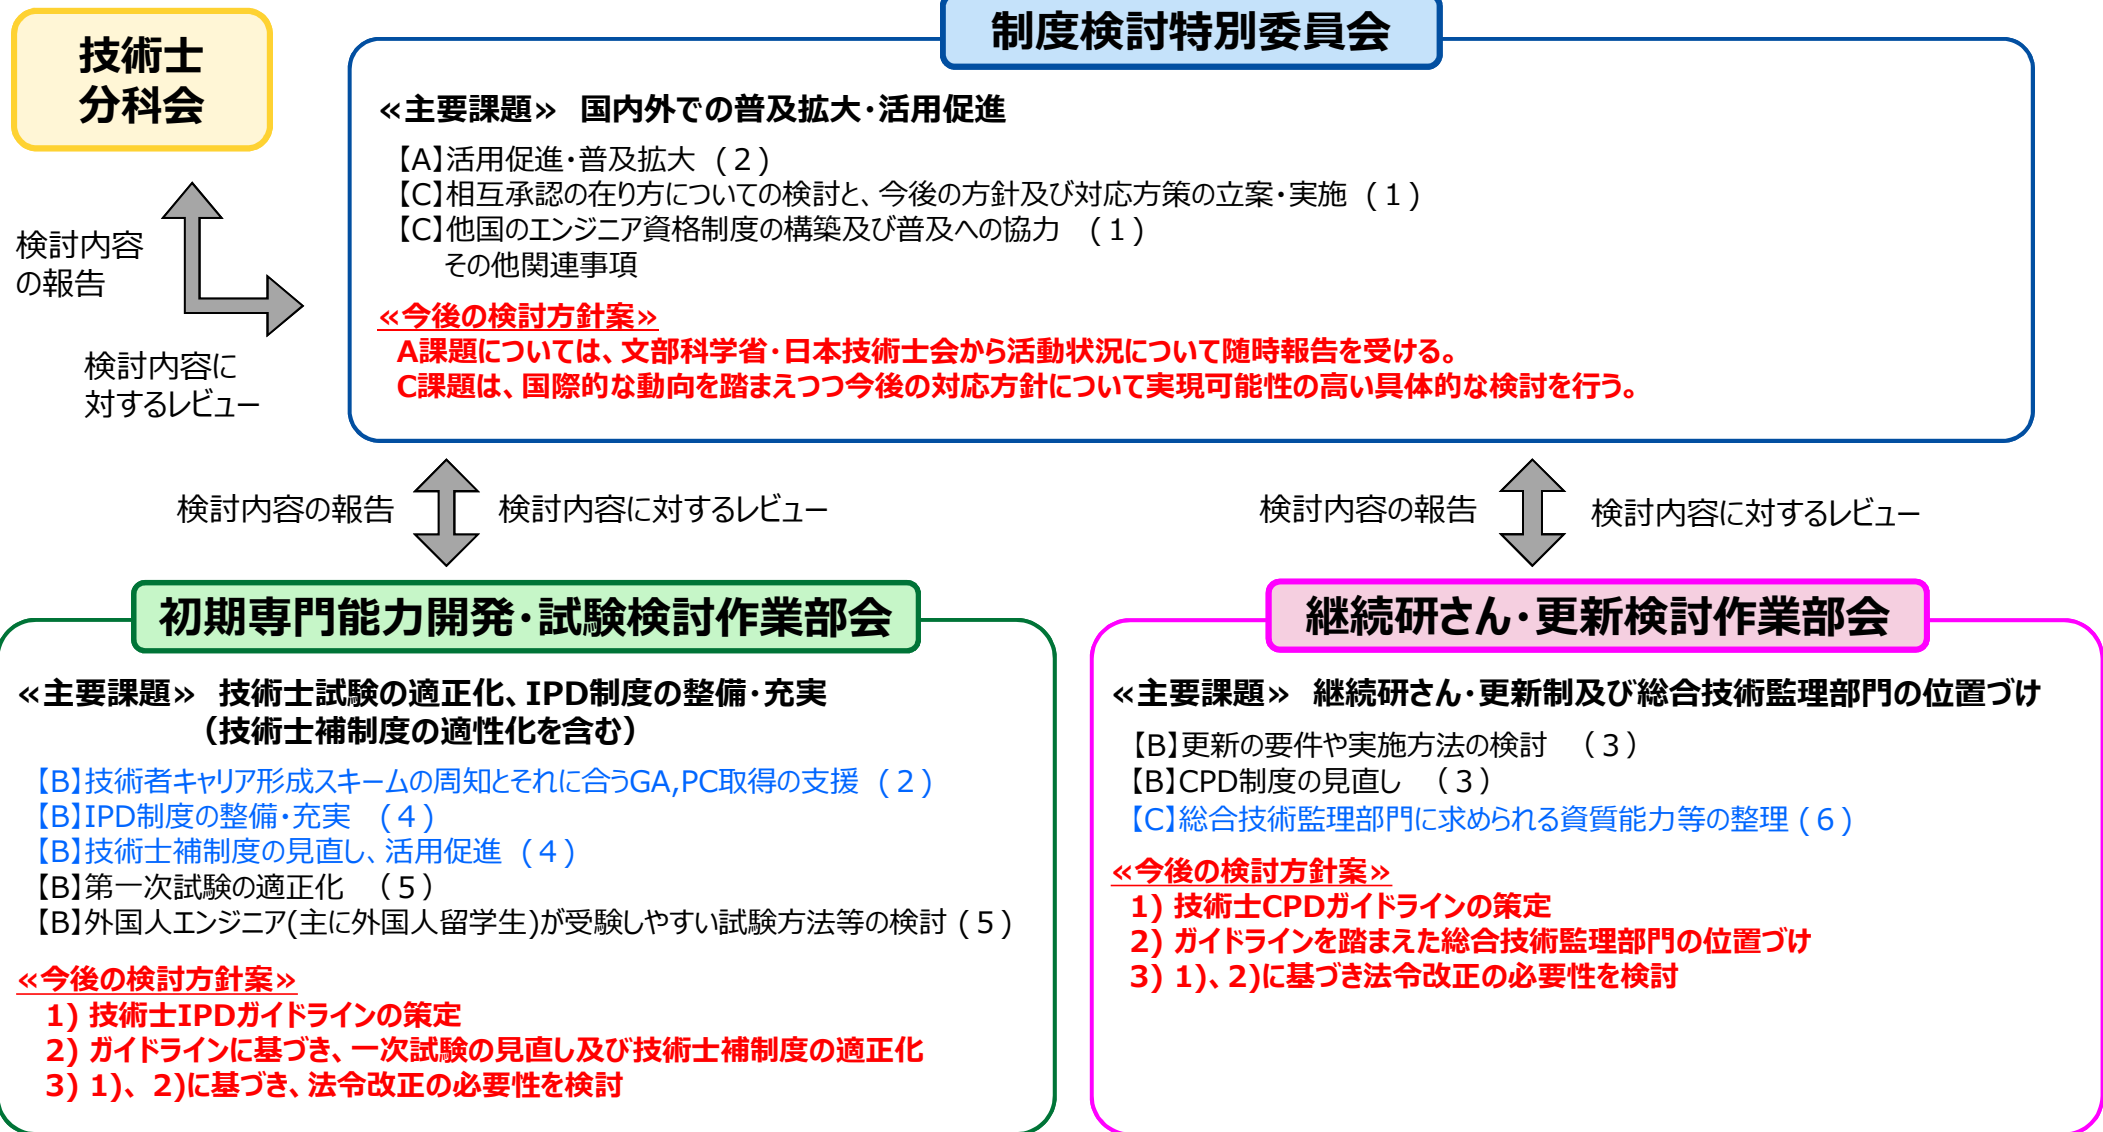 技術士
分科会
検討内容
の報告
検討内容に
対するレビュー
制度検討特別委員会
≪主要課題≫ 国内外での普及拡大・活用促進
【A】活用促進・普及拡大 (２)
【C】相互承認の在り方についての検討と、今後の方針及び対応方策の立案・実施 (１)
【C】他国のエンジニア資格制度の構築及び普及への協力 (１)
その他関連事項
≪今後の検討方針案≫
A課題については、文部科学省・日本技術士会から活動状況について随時報告を受ける。
C課題は、国際的な動向を踏まえつつ今後の対応方針について実現可能性の高い具体的な検討を行う。
検討内容の報告
検討内容に対するレビュー
検討内容の報告
検討内容に対するレビュー
初期専門能力開発・試験検討作業部会
≪主要課題≫ 技術士試験の適正化、IPD制度の整備・充実
（技術士補制度の適性化を含む）
【B】技術者キャリア形成スキームの周知とそれに合うGA,PC取得の支援 (２)
【B】IPD制度の整備・充実 (４)
【B】技術士補制度の見直し、活用促進 (４)
【B】第一次試験の適正化 (５)
【B】外国人エンジニア(主に外国人留学生)が受験しやすい試験方法等の検討 (５)
≪今後の検討方針案≫
1) 技術士IPDガイドラインの策定
2) ガイドラインに基づき、一次試験の見直し及び技術士補制度の適正化
3) 1)、2)に基づき、法令改正の必要性を検討
継続研さん・更新検討作業部会
≪主要課題≫ 継続研さん・更新制及び総合技術監理部門の位置づけ
【B】更新の要件や実施方法の検討 (３)
【B】CPD制度の見直し (３)
【C】総合技術監理部門に求められる資質能力等の整理 (６)
≪今後の検討方針案≫
1) 技術士CPDガイドラインの策定
2) ガイドラインを踏まえた総合技術監理部門の位置づけ
3) 1)、2)に基づき法令改正の必要性を検討